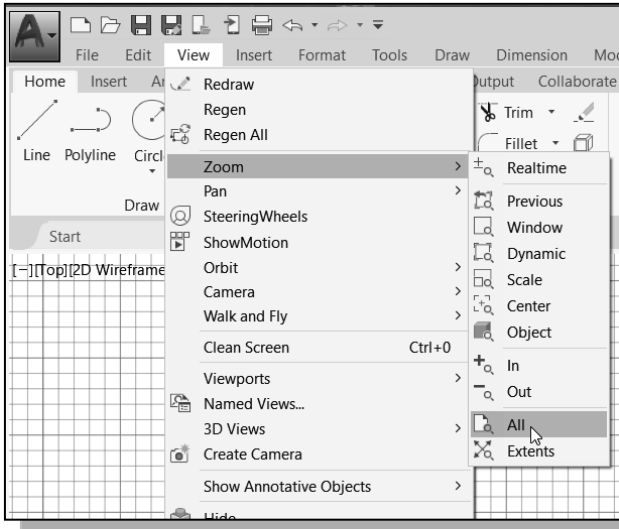 A
File Edit View Insert Format Tools Draw Dimension
Home Insert Collaborate
Redraw
Regen
Regen All
Trim
Fillet
Line Polyline
Draw
Zoom
Pan
SteeringWheels
ShowMotion
Orbit
Camera
Walk and Fly
Clean Screen Ctrl+0
Viewports
Named Views...
3D Views
Create Camera
Show Annotative Objects
Hide
Realtime
Previous
Window
Dynamic
Scale
Center
Object
In
Out
All
Extents
Start
[−][Top][2D Wireframe